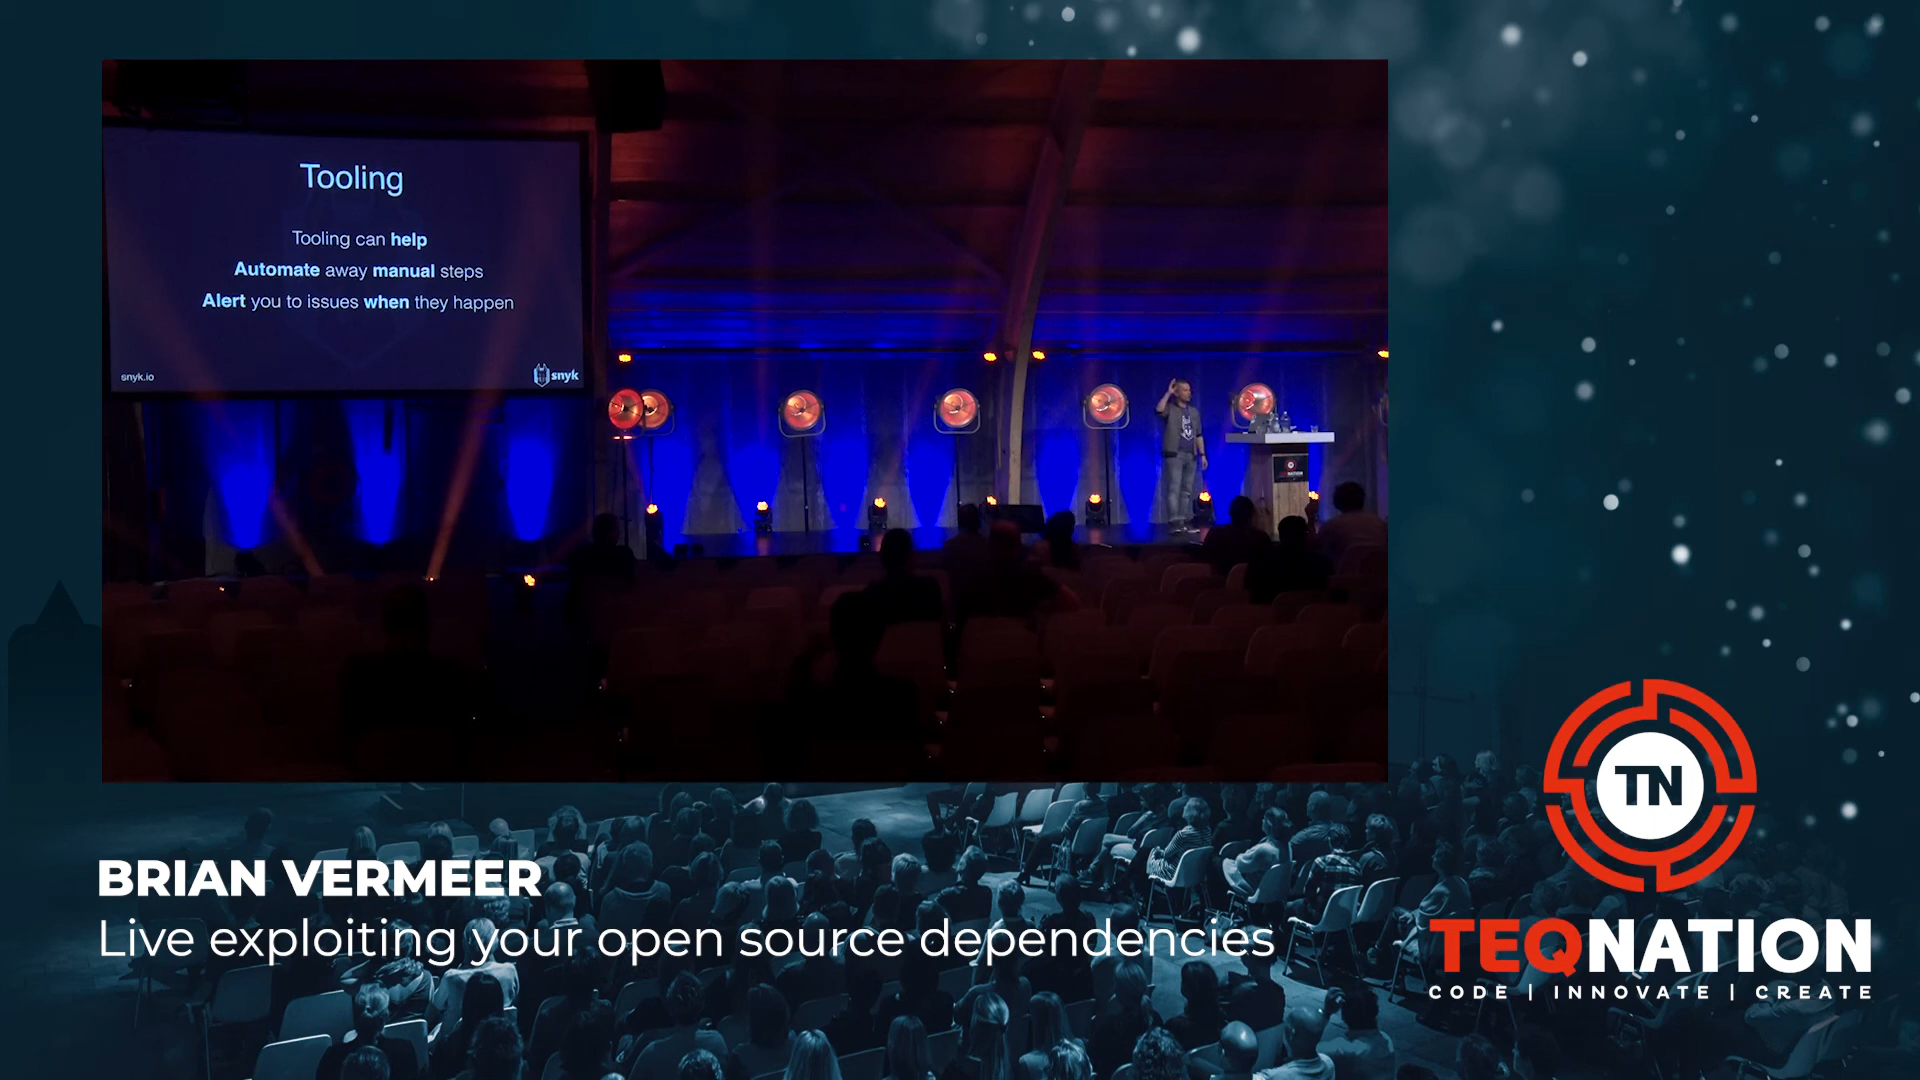 Tooling
Tooling can help
Automate away manual steps
Alert you to issues when they happen
snyk.io
snyk
TEQNATION
BRIAN VERMEER
Live exploiting your open source dependencies
TN
TEQNATION
CODE | INNOVATE | CREATE